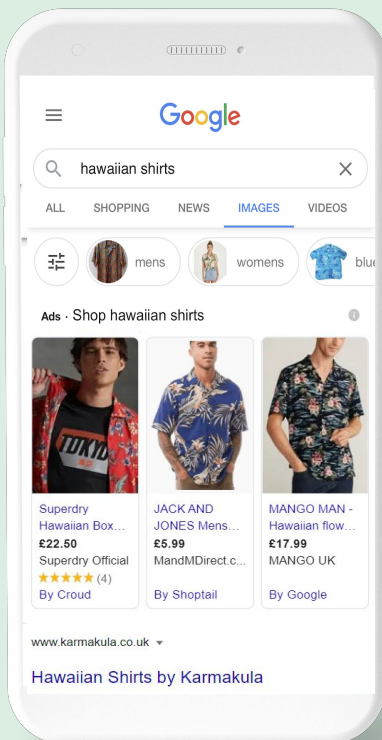 Google
hawaiian shirts
ALL SHOPPING NEWS IMAGES VIDEOS
mens womens blue
Ads · Shop hawaiian shirts
TOKYO
Superdry
Hawaiian Box...
£22.50
Superdry Official
(4)
By Croud
JACK AND
JONES Mens...
£5.99
MandMDirect.c...
By Shoptail
MANGO MAN -
Hawaiian flow...
£17.99
MANGO UK
By Google
www.karmakula.co.uk
Hawaiian Shirts by Karmakula